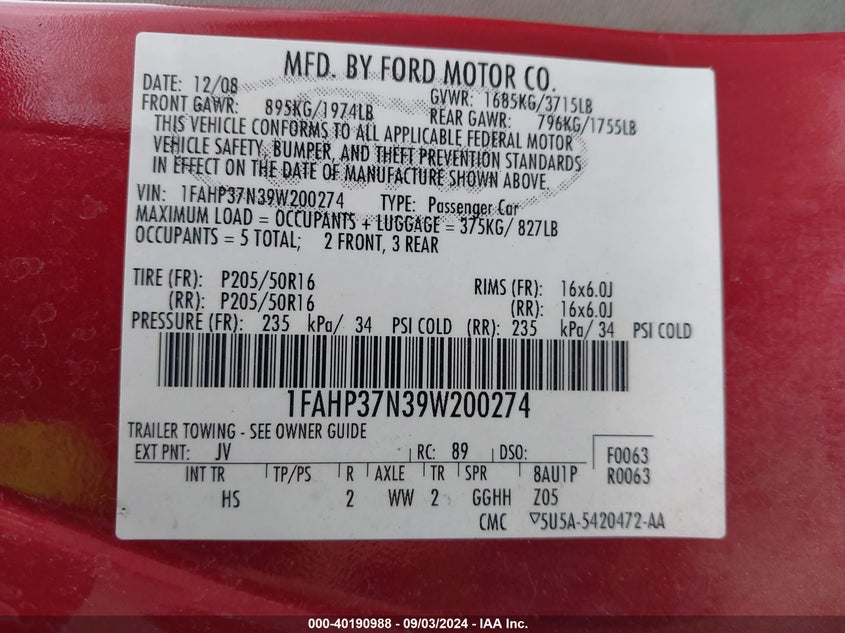 MFD. BY FORD MOTOR CO.
DATE: 12/08 GVWR: 1685KG/3715LB
FRONT GAWR: 895KG/1974LB REAR GAWR: 796KG/1755LB
THIS VEHICLE CONFORMS TO ALL APPLICABLE FEDERAL MOTOR
VEHICLE SAFETY, BUMPER, AND THEFT PREVENTION STANDARDS
IN EFFECT ON THE DATE OF MANUFACTURE SHOWN ABOVE.
VIN: 1FAHP37N39W200274 TYPE: Passenger Car
MAXIMUM LOAD = OCCUPANTS + LUGGAGE = 375KG/ 827LB
OCCUPANTS = 5 TOTAL; 2 FRONT, 3 REAR
TIRE (FR): P205/50R16 RIMS (FR): 16x6.0J
(RR): P205/50R16 (RR): 16x6.0J
PRESSURE (FR): 235 kPa/ 34 PSI COLD (RR): 235 kPa/ 34 PSI COLD
1FAHP37N39W200274
TRAILER TOWING - SEE OWNER GUIDE
EXT PNT: JV RC: 89 DSO: F0063
INT TR TP/PS R AXLE TR SPR 8AU1P R0063
HS 2 WW 2 GGHH Z05
CMC ▽5U5A-5420472-AA
000-40190988 - 09/03/2024 - IAA Inc.